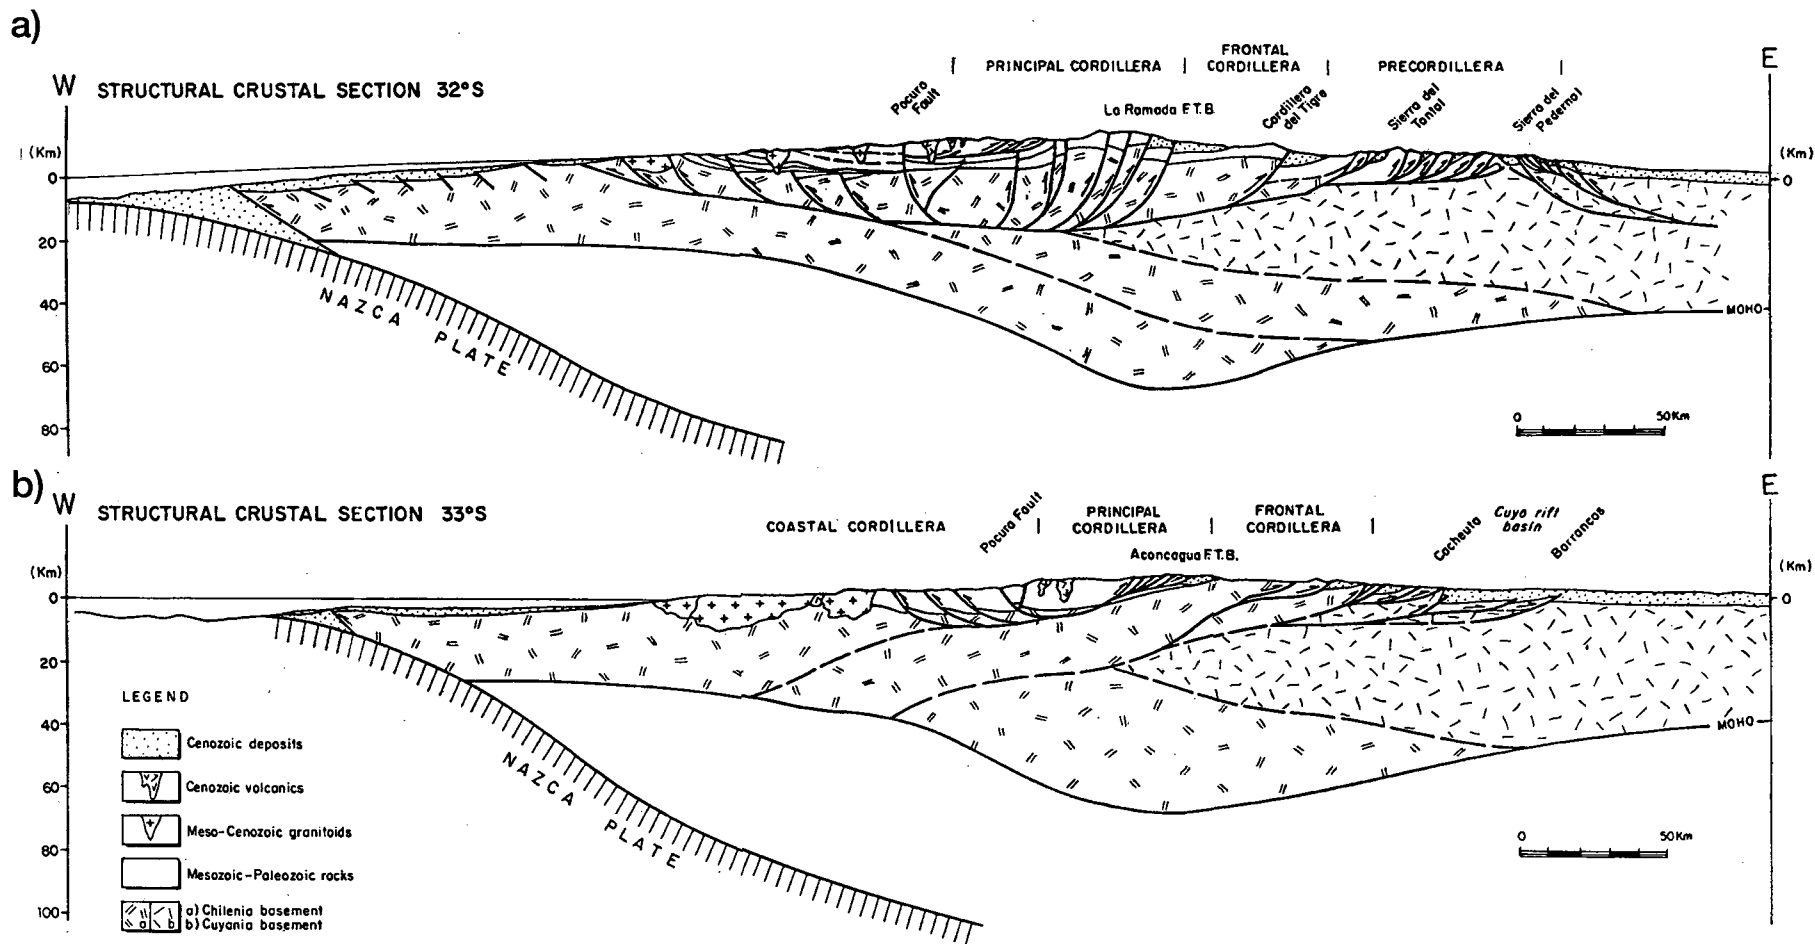 a)
W
STRUCTURAL CRUSTAL SECTION 32°S
Pocuro
Fault
PRINCIPAL CORDILLERA
FRONTAL
CORDILLERA
PRECORDILLERA
E
La Ramada F.T.B.
Cordillera
del Tigre
Sierra del
Tontal
Sierra del
Pedernal
(Km)
0
20
40
60
80
(Km)
0
MOHO
NAZCA
PLATE
0 50Km
b)
W
STRUCTURAL CRUSTAL SECTION 33°S
COASTAL CORDILLERA
Pocuro Fault
PRINCIPAL
CORDILLERA
FRONTAL
CORDILLERA
Cacheuta
Cuyo rift
basin
Barrancas
E
Aconcagua F.T.B.
(Km)
0
20
40
60
80
100
(Km)
0
MOHO
NAZCA
PLATE
0 50Km
LEGEND
Cenozoic deposits
Cenozoic volcanics
Meso-Cenozoic granitoids
Mesozoic-Paleozoic rocks
a b
a) Chilenia basement
b) Cuyania basement